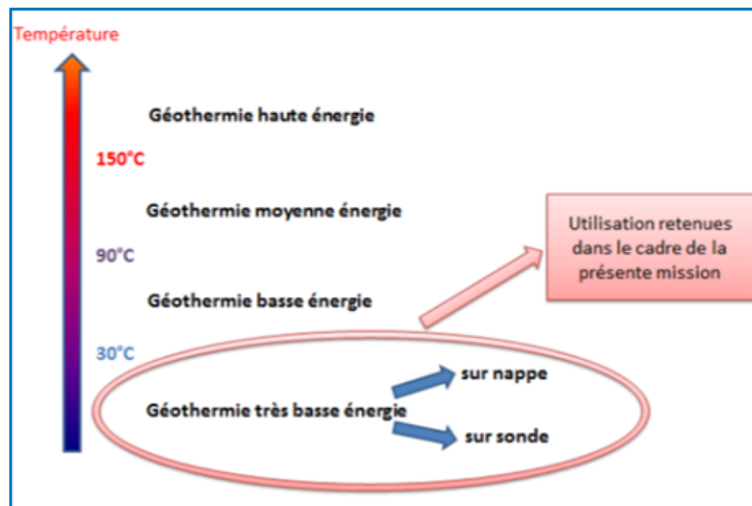 Température
Géothermie haute énergie
150°C
Géothermie moyenne énergie
Utilisation retenues
dans le cadre de la
présente mission
90°C
Géothermie basse énergie
30°C
sur nappe
Géothermie très basse énergie
sur sonde